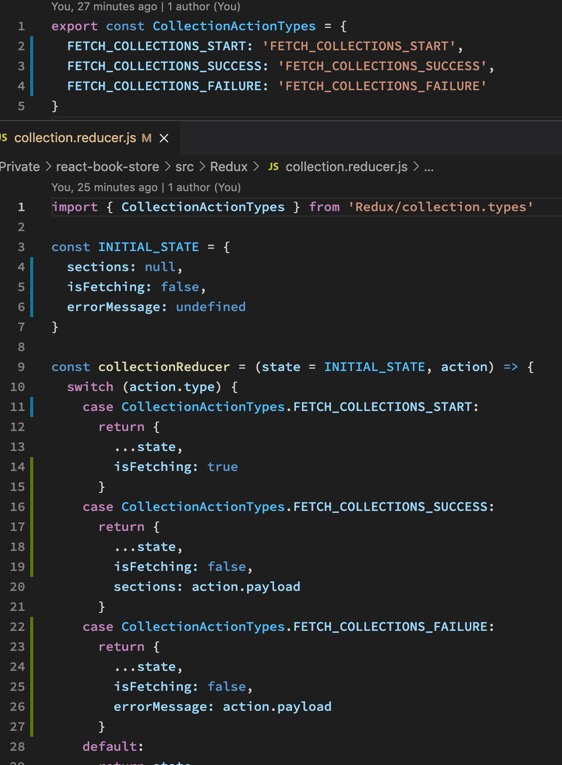 You, 27 minutes ago | 1 author (You)
1 export const CollectionActionTypes = {
2 FETCH_COLLECTIONS_START: 'FETCH_COLLECTIONS_START',
3 FETCH_COLLECTIONS_SUCCESS: 'FETCH_COLLECTIONS_SUCCESS',
4 FETCH_COLLECTIONS_FAILURE: 'FETCH_COLLECTIONS_FAILURE'
5 }
JS collection.reducer.js M ×
Private > react-book-store > src > Redux > JS collection.reducer.js > ...
You, 25 minutes ago | 1 author (You)
1 import { CollectionActionTypes } from 'Redux/collection.types'
2
3 const INITIAL_STATE = {
4 sections: null,
5 isFetching: false,
6 errorMessage: undefined
7 }
8
9 const collectionReducer = (state = INITIAL_STATE, action) => {
10 switch (action.type) {
11 case CollectionActionTypes.FETCH_COLLECTIONS_START:
12 return {
13 ...state,
14 isFetching: true
15 }
16 case CollectionActionTypes.FETCH_COLLECTIONS_SUCCESS:
17 return {
18 ...state,
19 isFetching: false,
20 sections: action.payload
21 }
22 case CollectionActionTypes.FETCH_COLLECTIONS_FAILURE:
23 return {
24 ...state,
25 isFetching: false,
26 errorMessage: action.payload
27 }
28 default: